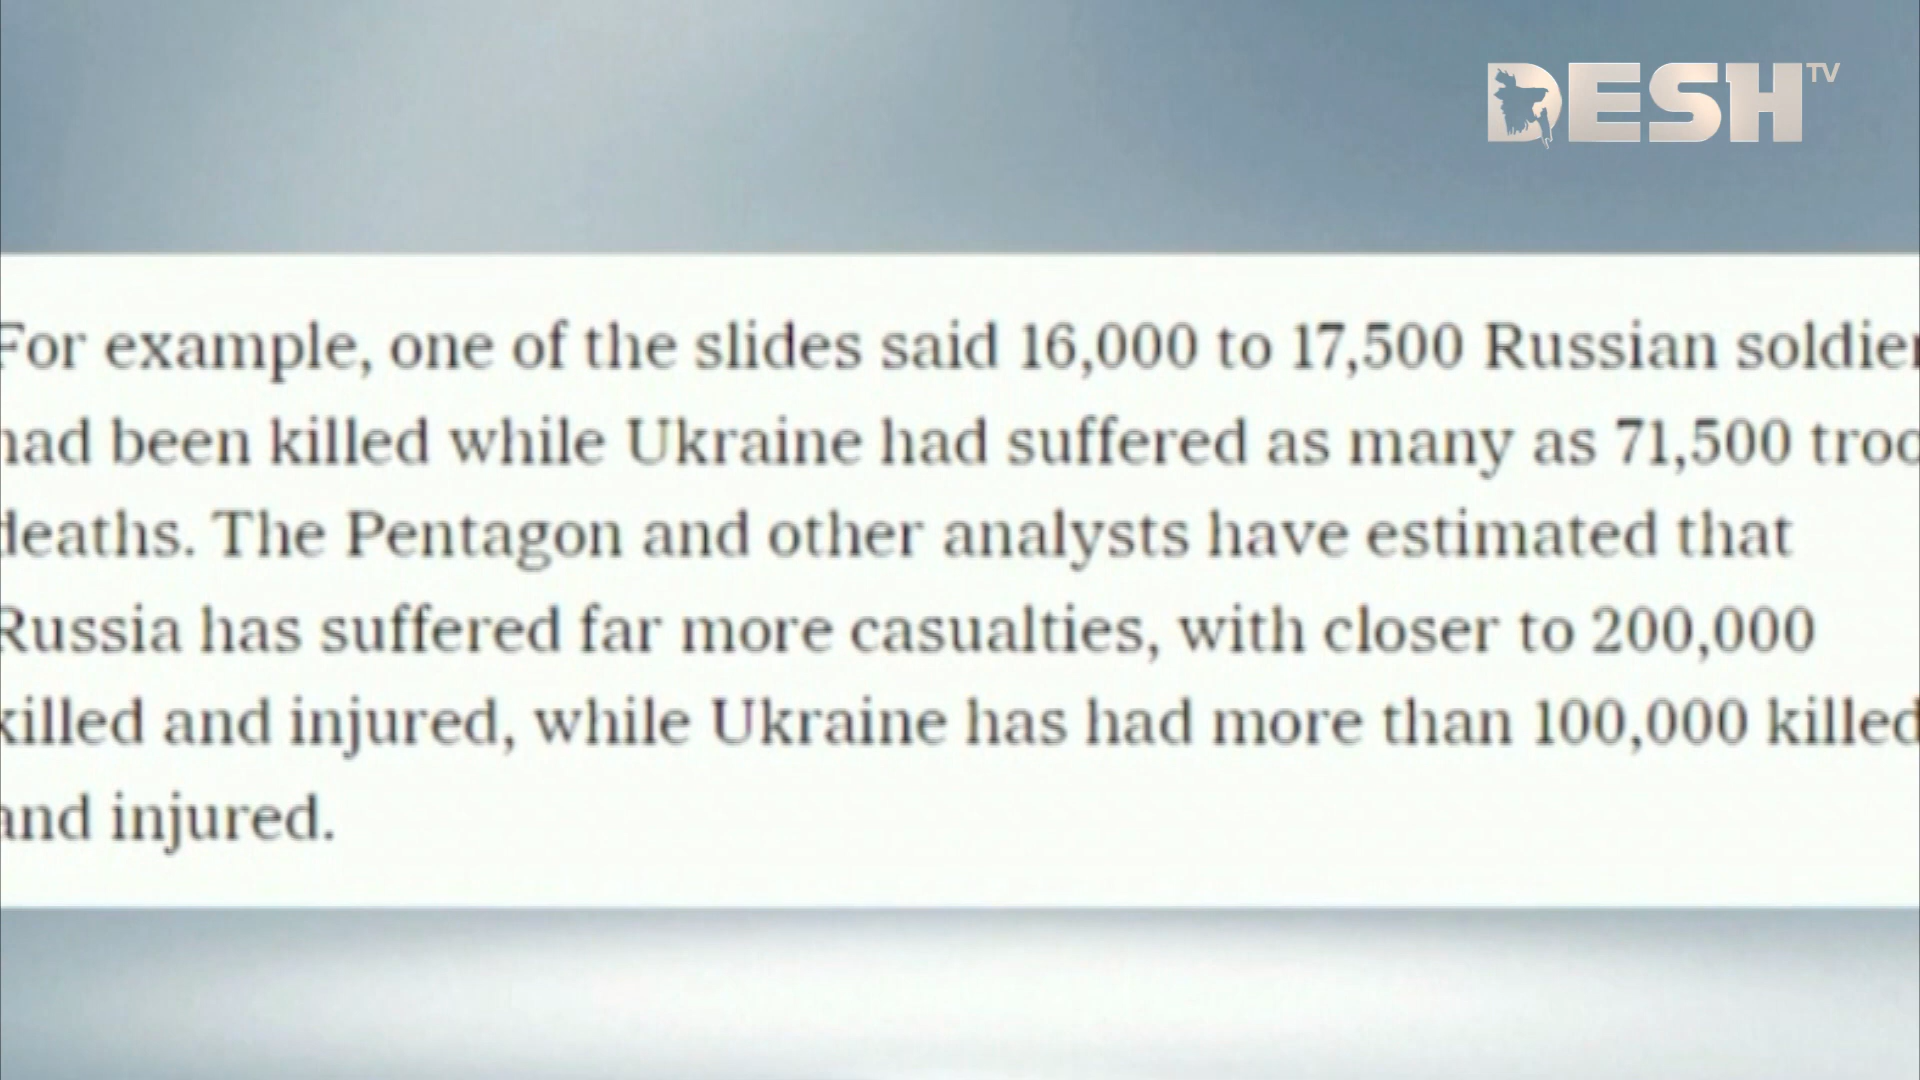 DESH TV
For example, one of the slides said 16,000 to 17,500 Russian soldier
had been killed while Ukraine had suffered as many as 71,500 troo
deaths. The Pentagon and other analysts have estimated that
Russia has suffered far more casualties, with closer to 200,000
killed and injured, while Ukraine has had more than 100,000 killed
and injured.